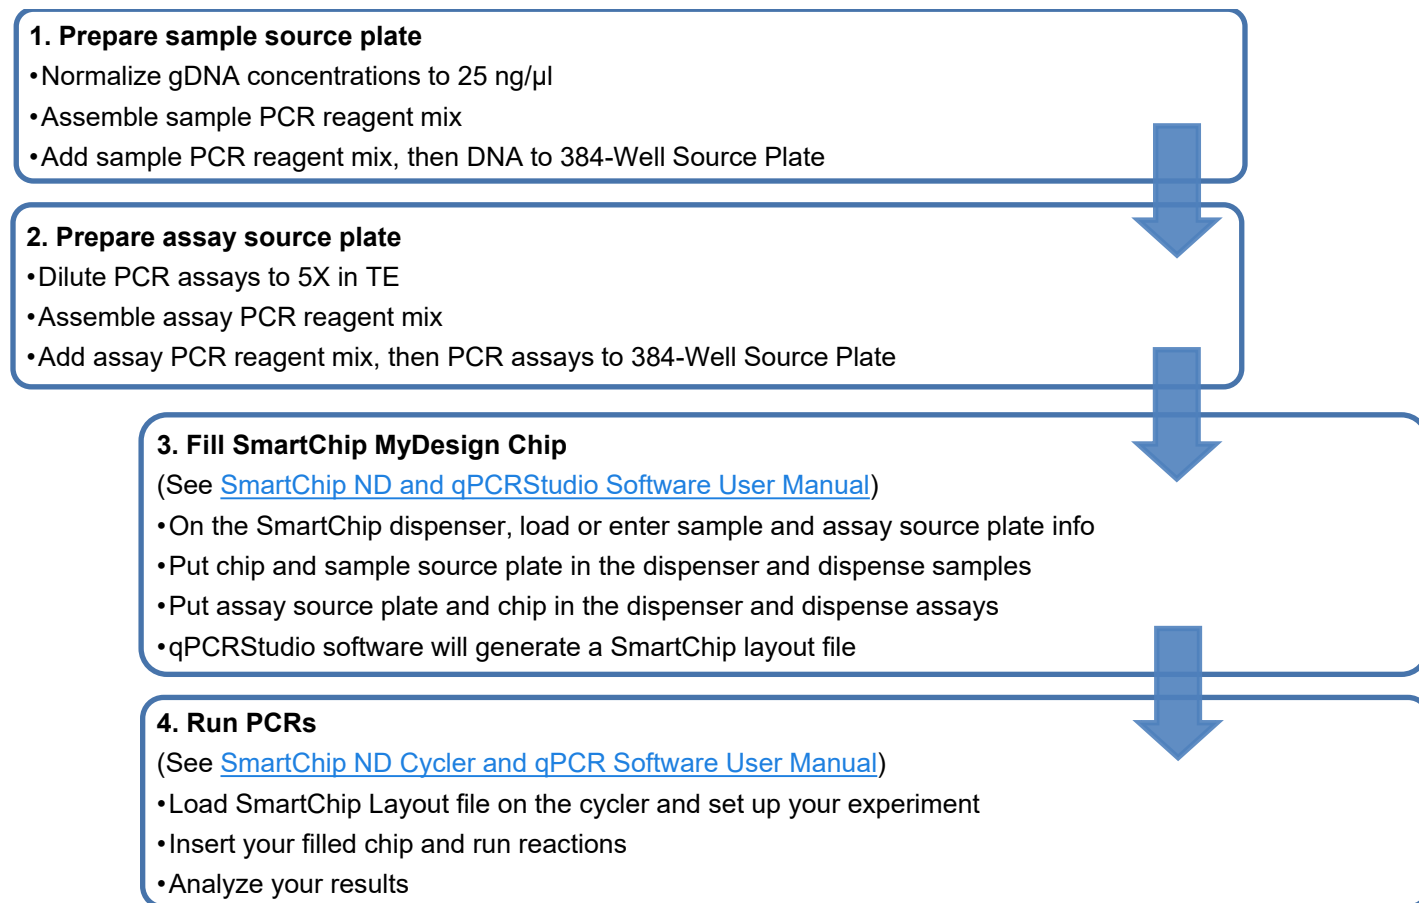 1. Prepare sample source plate
•Normalize gDNA concentrations to 25 ng/µl
•Assemble sample PCR reagent mix
•Add sample PCR reagent mix, then DNA to 384-Well Source Plate
2. Prepare assay source plate
•Dilute PCR assays to 5X in TE
•Assemble assay PCR reagent mix
•Add assay PCR reagent mix, then PCR assays to 384-Well Source Plate
3. Fill SmartChip MyDesign Chip
(See SmartChip ND and qPCRStudio Software User Manual)
•On the SmartChip dispenser, load or enter sample and assay source plate info
•Put chip and sample source plate in the dispenser and dispense samples
•Put assay source plate and chip in the dispenser and dispense assays
•qPCRStudio software will generate a SmartChip layout file
4. Run PCRs
(See SmartChip ND Cycler and qPCR Software User Manual)
•Load SmartChip Layout file on the cycler and set up your experiment
•Insert your filled chip and run reactions
•Analyze your results